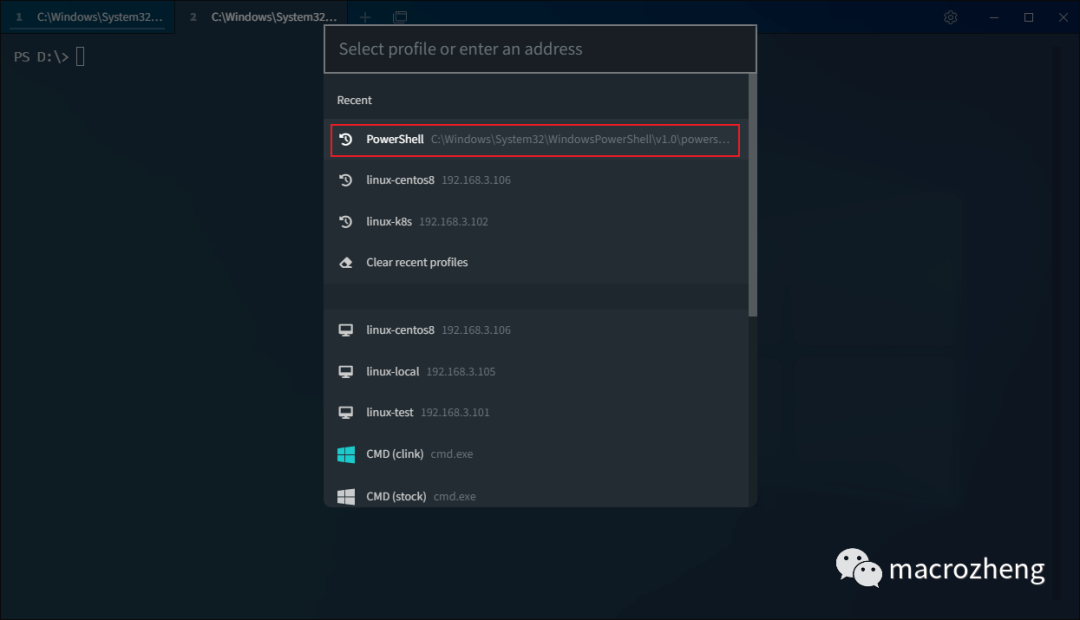 1 C:\Windows\System32... 2 C:\Windows\System32...
PS D:\>
Select profile or enter an address
Recent
PowerShell C:\Windows\System32\WindowsPowerShell\v1.0\powers...
linux-centos8 192.168.3.106
linux-k8s 192.168.3.102
Clear recent profiles
linux-centos8 192.168.3.106
linux-local 192.168.3.105
linux-test 192.168.3.101
CMD (clink) cmd.exe
CMD (stock) cmd.exe
macrozheng